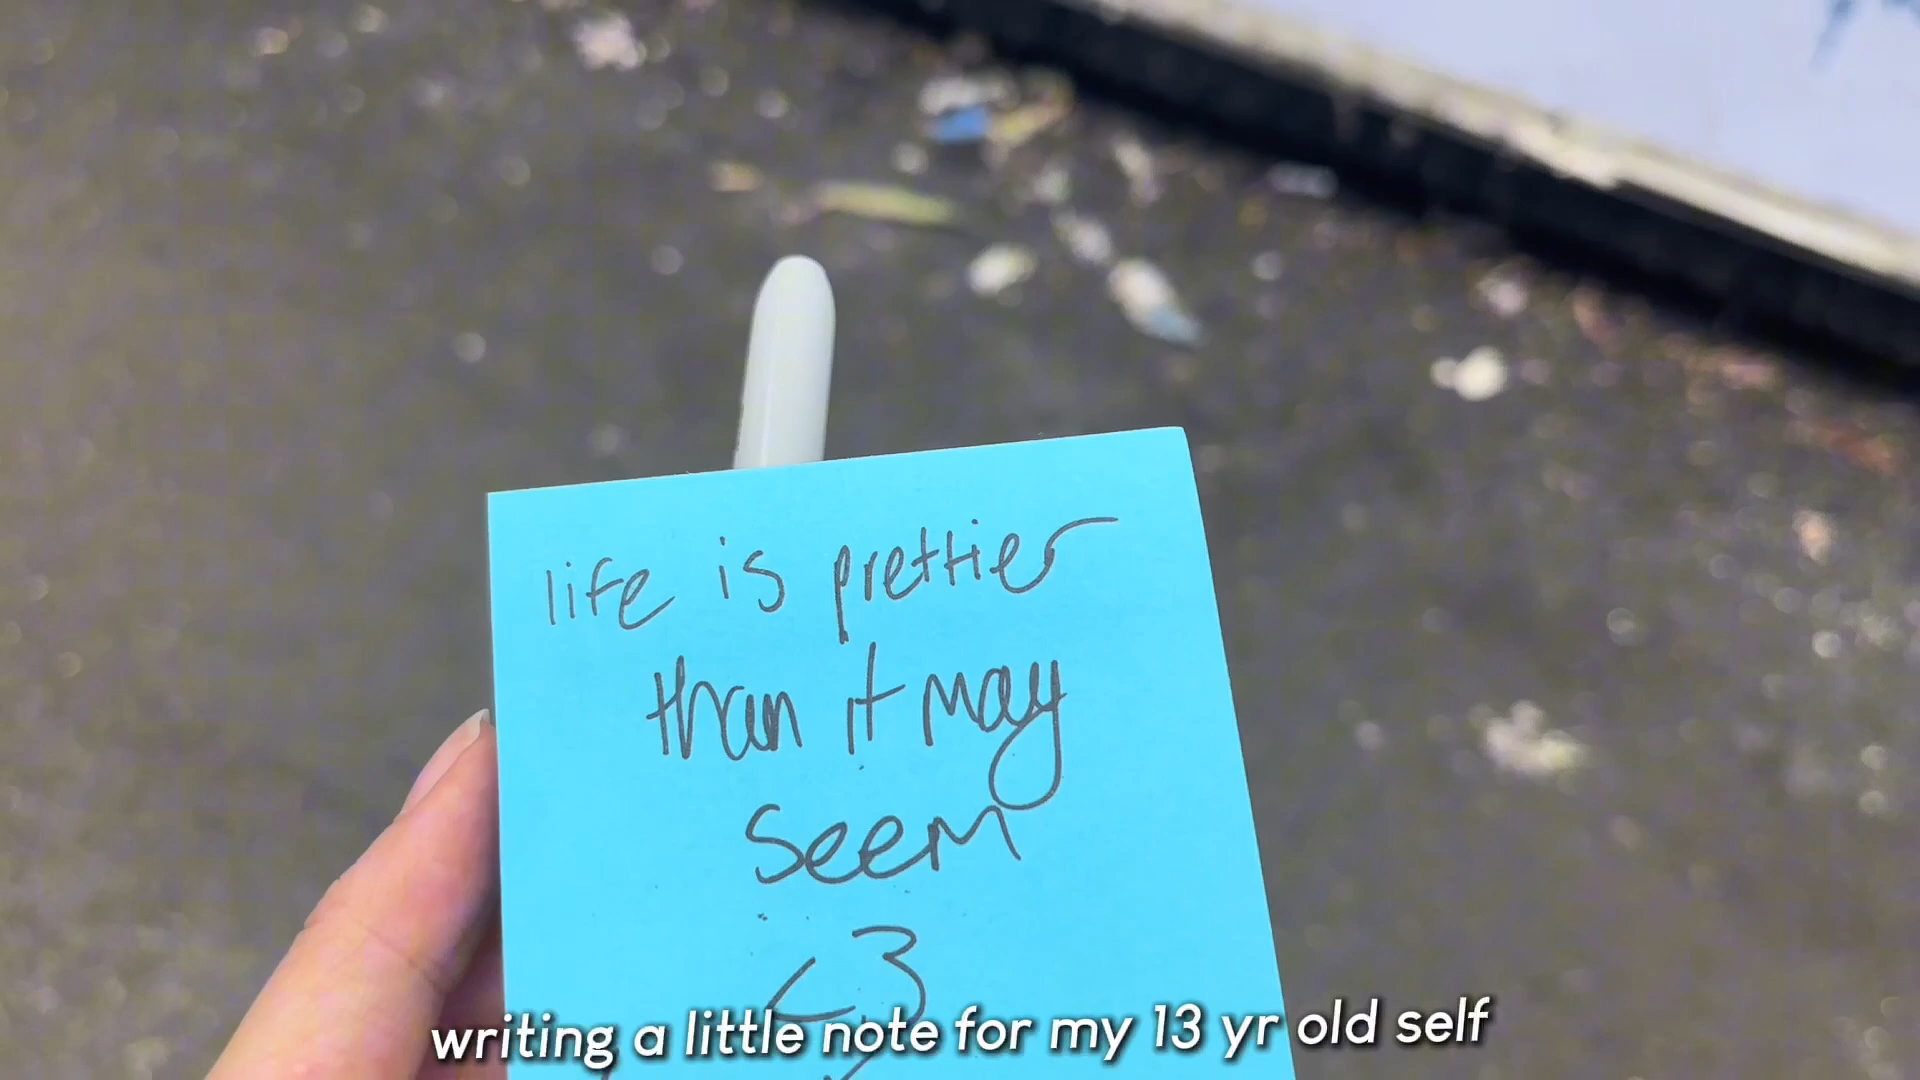 life is prettier
than it may
seem
<3
writing a little note for my 13 yr old self